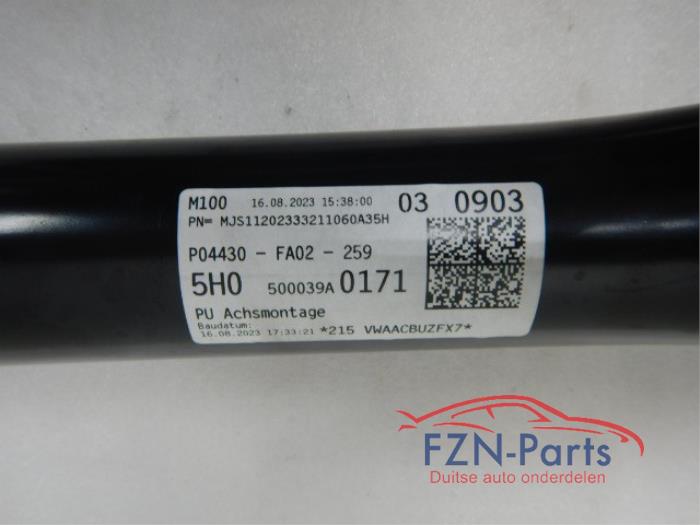 M100 16.08.2023 15:38:00 03 0903
PN= MJS11202333211060A35H
P04430 - FA02 - 259
5H0 500039A 0171
PU Achsmontage
Baudatum:
16.08.2023 17:33:21 *215 VWAACBUZFX7*
FZN-Parts
Duitse auto onderdelen